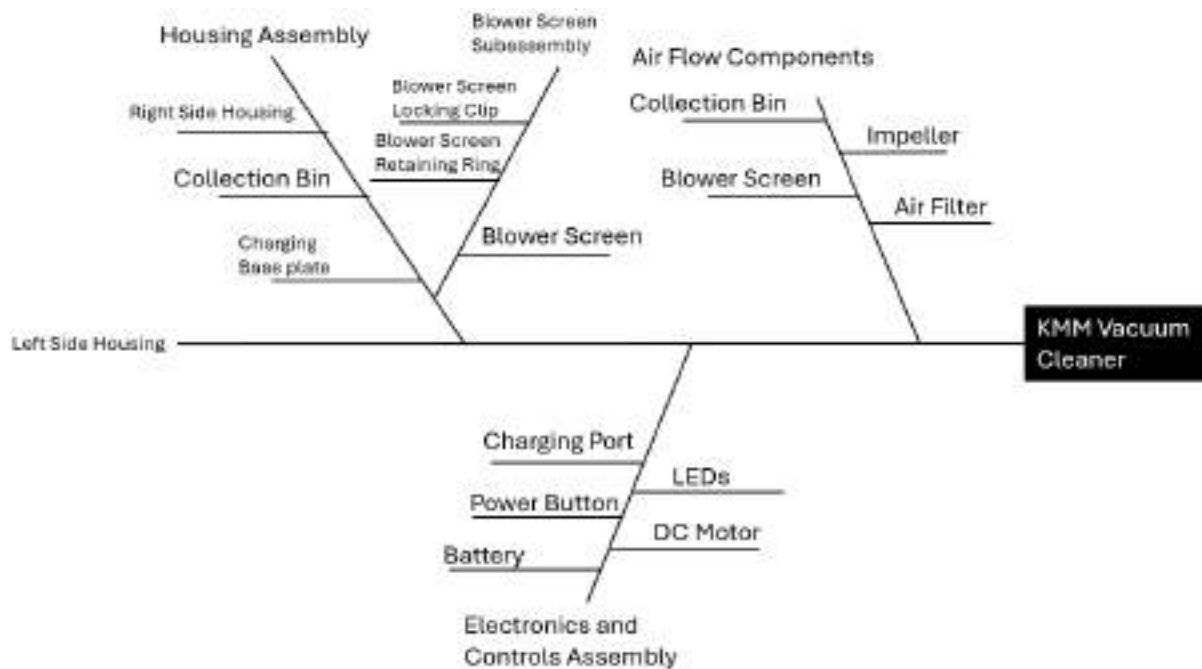 Housing Assembly
Blower Screen
Subassembly
Air Flow Components
Blower Screen
Locking Clip
Right Side Housing
Collection Bin
Impeller
Blower Screen
Retaining Ring
Collection Bin
Blower Screen
Air Filter
Blower Screen
Charging
Base plate
Left Side Housing
KMM Vacuum
Cleaner
Charging Port
LEDs
Power Button
DC Motor
Battery
Electronics and
Controls Assembly